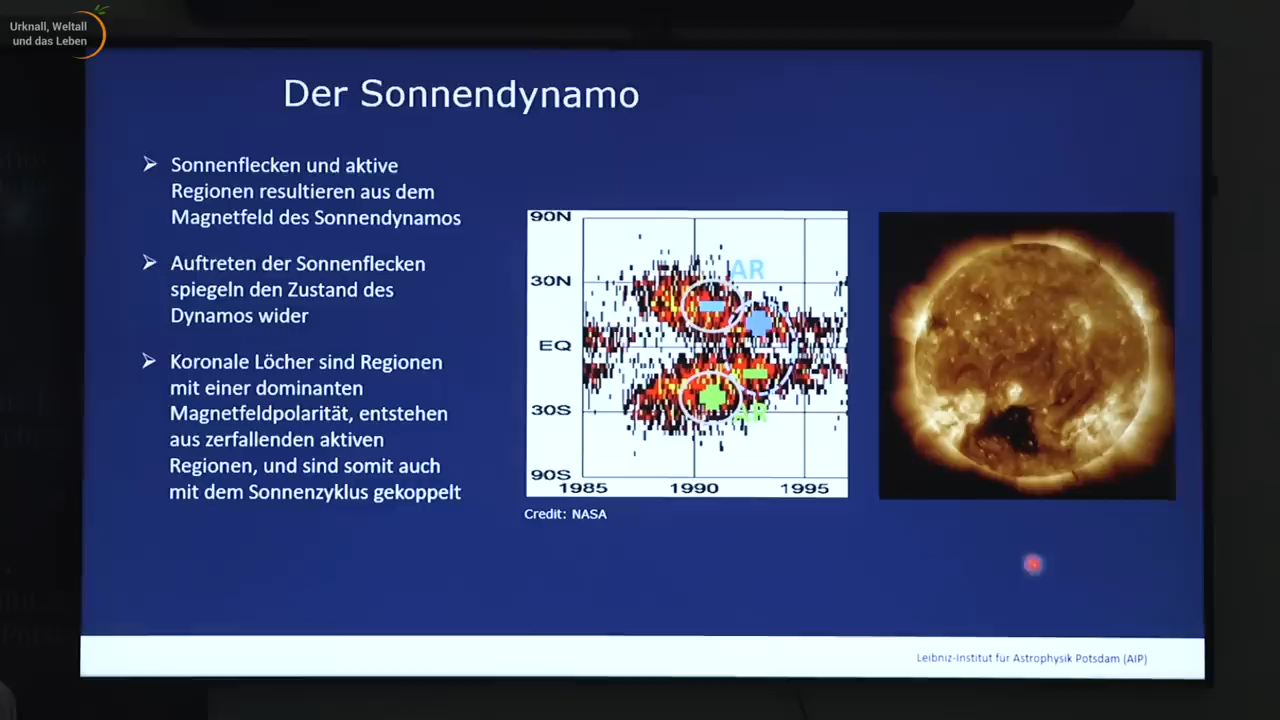 Urknall, Weltall
und das Leben
Der Sonnendynamo
➢ Sonnenflecken und aktive
Regionen resultieren aus dem
Magnetfeld des Sonnendynamos
➢ Auftreten der Sonnenflecken
spiegeln den Zustand des
Dynamos wider
➢ Koronale Löcher sind Regionen
mit einer dominanten
Magnetfeldpolarität, entstehen
aus zerfallenden aktiven
Regionen, und sind somit auch
mit dem Sonnenzyklus gekoppelt
90N
AR
30N
EQ
30S
AR
90S
1985 1990 1995
Credit: NASA
Leibniz-Institut für Astrophysik Potsdam (AIP)